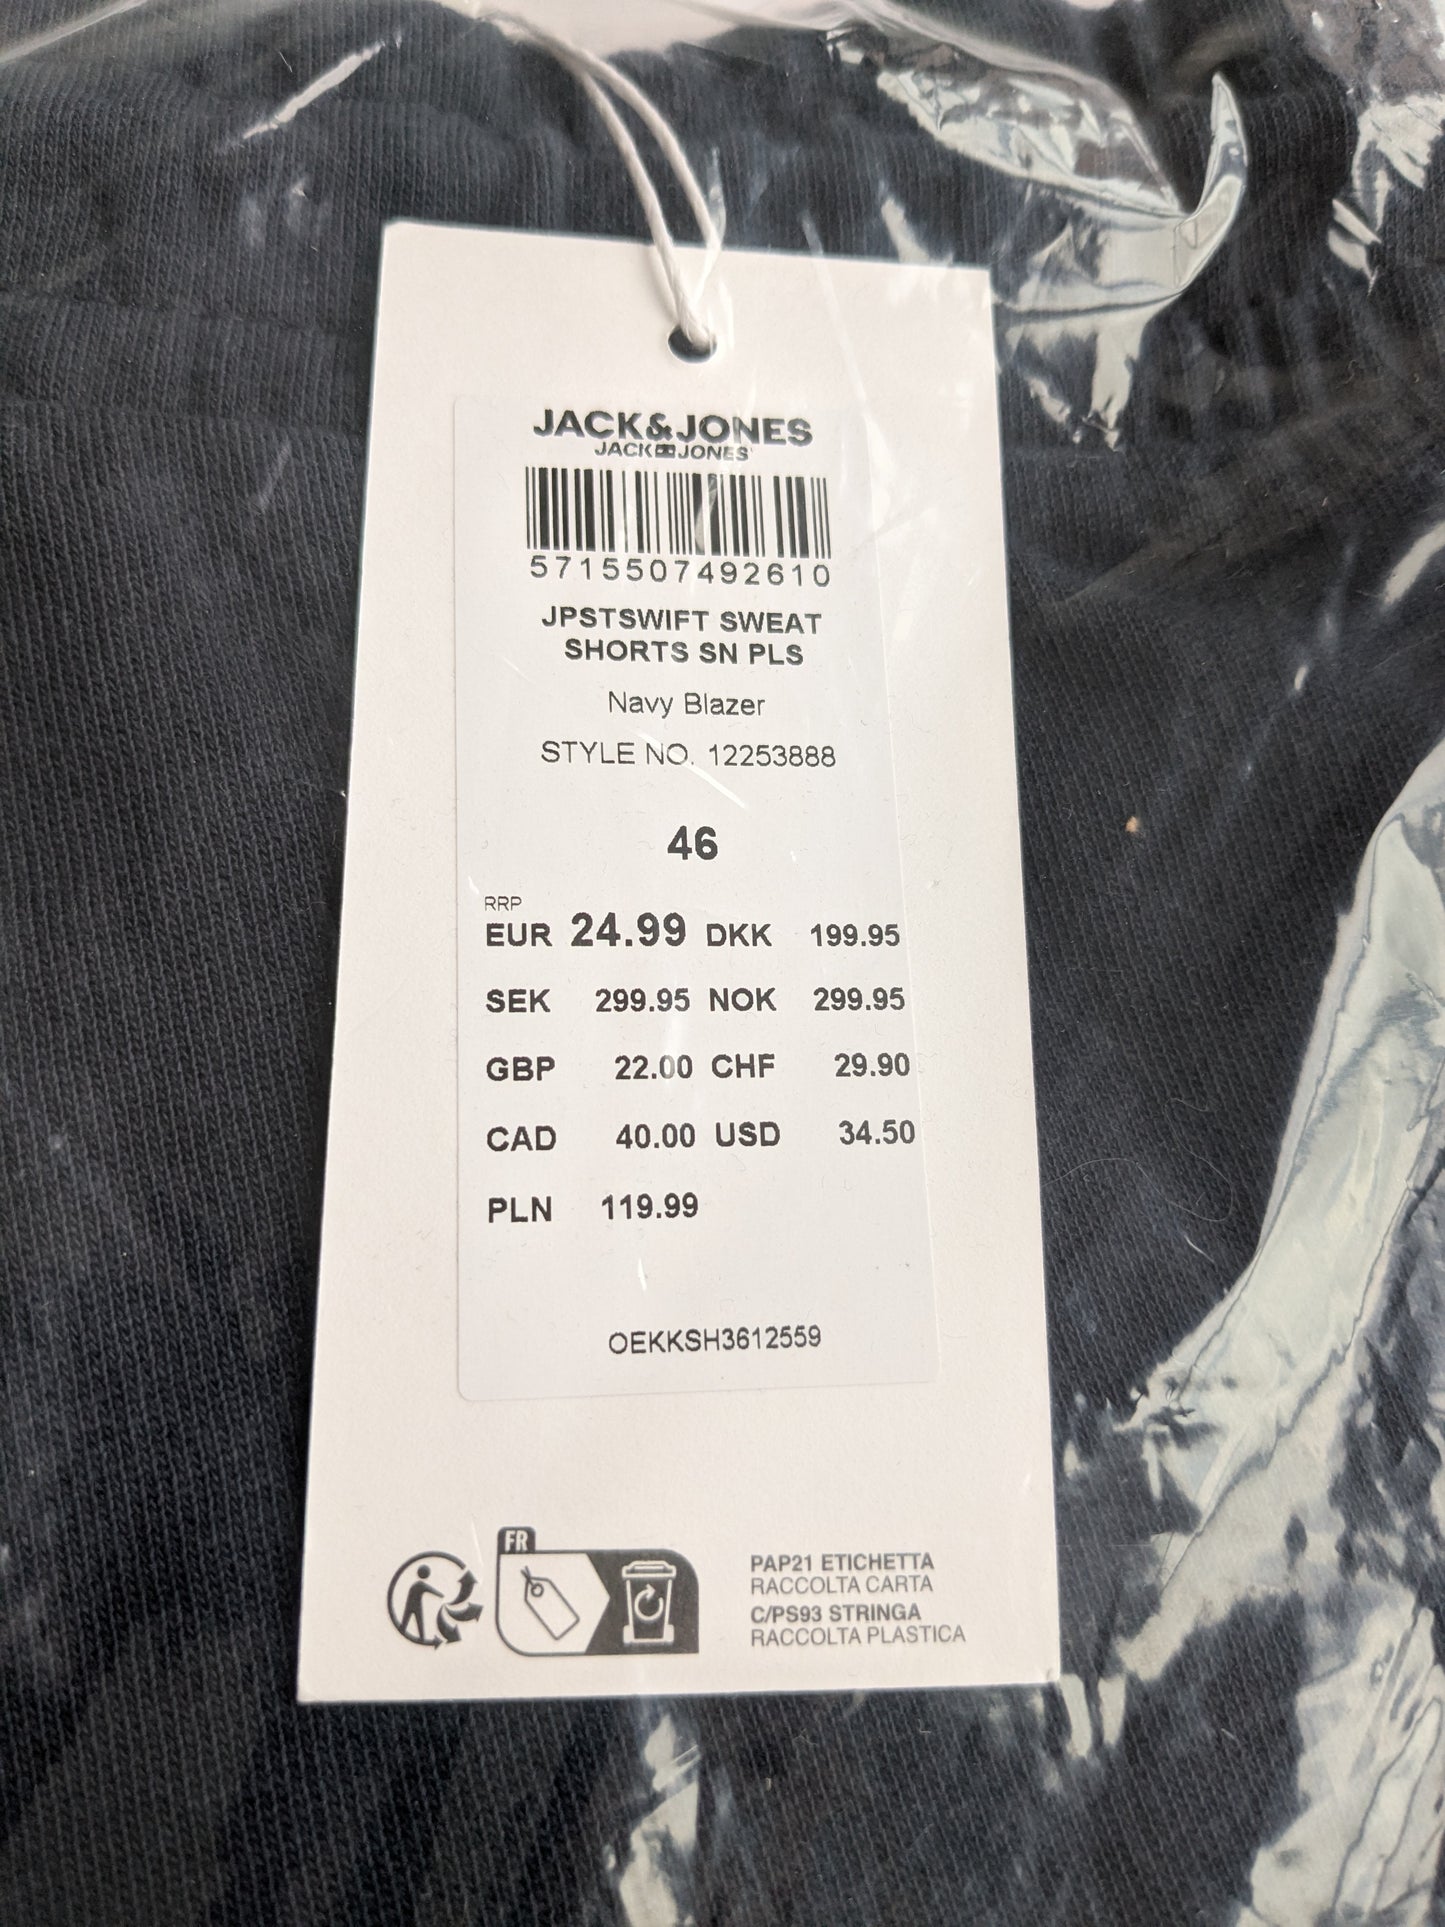 JACK&JONES
JACK JONES
5715507492610
JPSTSWIFT SWEAT
SHORTS SN PLS
Navy Blazer
STYLE NO. 12253888
46
RRP
EUR 24.99 DKK 199.95
SEK 299.95 NOK 299.95
GBP 22.00 CHF 29.90
CAD 40.00 USD 34.50
PLN 119.99
OEKKSH3612559
FR
PAP21 ETICHETTA
RACCOLTA CARTA
C/PS93 STRINGA
RACCOLTA PLASTICA